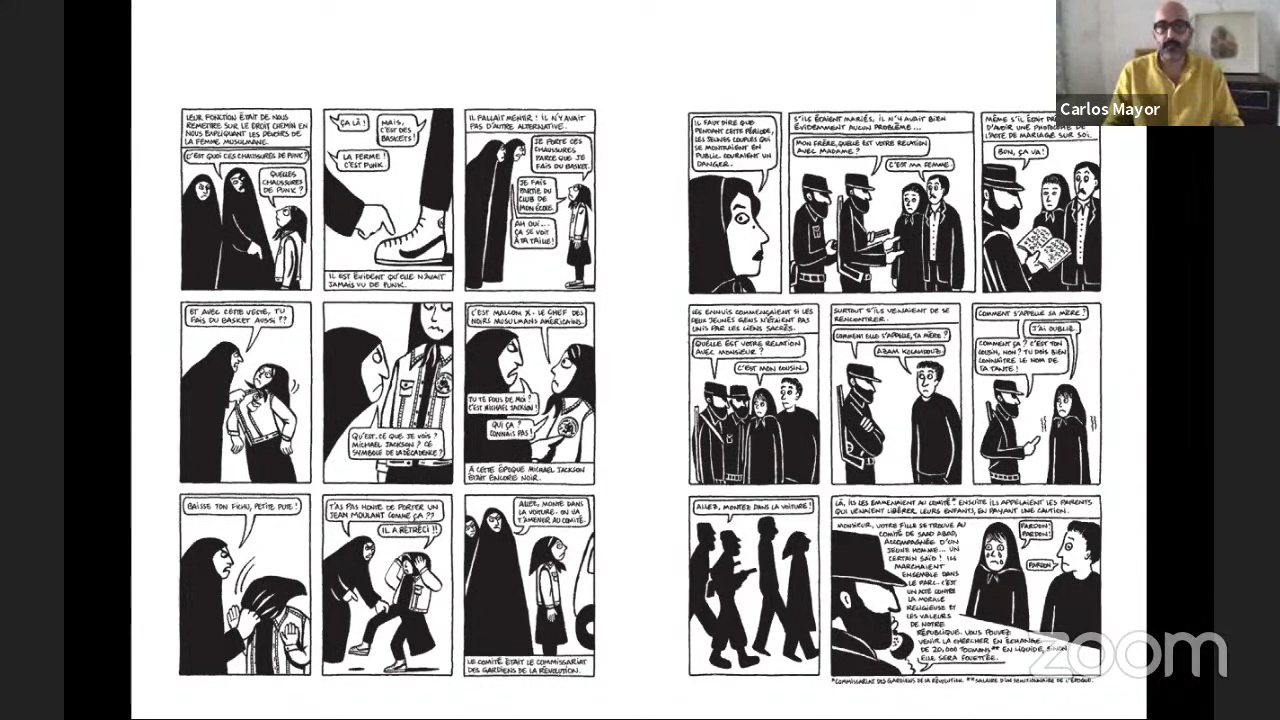 Carlos Mayor
LEUR FONCTION ÉTAIT DE NOUS
REMETTRE SUR LE DROIT CHEMIN EN
NOUS EXPLIQUANT LES DEVOIRS DE
LA FEMME MUSULMANE.
C'EST QUOI CES CHAUSSURES DE PUNK?
QUELLES
CHAUSSURES
DE PUNK?
ÇA LÀ!
MAIS,
C'EST DES
BASKETS!
LA FERME!
C'EST PUNK.
IL EST ÉVIDENT QU'ELLE N'AVAIT
JAMAIS VU DE PUNK.
IL FALLAIT MENTIR! IL N'Y AVAIT
PAS D'AUTRE ALTERNATIVE.
JE PORTE CES
CHAUSSURES
PARCE QUE JE
FAIS DU BASKET.
JE FAIS
PARTIE DU
CLUB DE
MON ÉCOLE.
AH OUI...
ÇA SE VOIT
À TA TAILLE!
ET AVEC CETTE VESTE, TU
FAIS DU BASKET AUSSI??
QU'EST-CE QUE JE VOIS?
MICHAEL JACKSON? CE
SYMBOLE DE LA DÉCADENCE?
C'EST MALCOM X. LE CHEF DES
NOIRS MUSULMANS AMÉRICAINS.
TU TE FOUS DE MOI?
C'EST MICHAEL JACKSON!
QUI ÇA?
CONNAIS PAS!
A CETTE ÉPOQUE MICHAEL JACKSON
ÉTAIT ENCORE NOIR.
BAISSE TON FICHU, PETITE PUTE!
T'AS PAS HONTE DE PORTER UN
JEAN MOULANT COMME ÇA??
IL A RÉTRÉCI!!
ALLEZ, MONTE DANS
LA VOITURE. ON VA
T'AMENER AU COMITÉ.
LE COMITÉ ÉTAIT LE COMMISSARIAT
DES GARDIENS DE LA RÉVOLUTION.
IL FAUT DIRE QUE
PENDANT CETTE PÉRIODE,
LES JEUNES COUPLES QUI
SE MONTRAIENT EN
PUBLIC COURAIENT UN
DANGER.
S'ILS ÉTAIENT MARIÉS, IL N'Y AVAIT BIEN
ÉVIDEMMENT AUCUN PROBLÈME...
MON FRÈRE, QUELLE EST VOTRE RELATION
AVEC MADAME?
C'EST MA FEMME.
MÊME S'IL ÉTAIT
D'AVOIR UNE PHOTOCOPIE DE
L'ACTE DE MARIAGE SUR SOI.
BON, ÇA VA!
LES ENNUIS COMMENÇAIENT SI LES
DEUX JEUNES GENS N'ÉTAIENT PAS
UNIS PAR LES LIENS SACRÉS.
QUELLE EST VOTRE RELATION
AVEC MONSIEUR?
C'EST MON COUSIN.
SURTOUT S'ILS VENAIENT DE SE
RENCONTRER.
COMMENT ELLE S'APPELLE, TA MÈRE?
AZAM KOLAHDOUZ
COMMENT S'APPELLE SA MÈRE?
J'AI OUBLIÉ.
COMMENT ÇA? C'EST TON
COUSIN, NON? TU DOIS BIEN
CONNAÎTRE LE NOM DE
TA TANTE!
ALLEZ, MONTEZ DANS LA VOITURE!
LÀ, ILS LES EMMENAIENT AU COMITÉ* ENSUITE ILS APPELAIENT LES PARENTS
QUI VENAIENT LIBÉRER LEURS ENFANTS, EN PAYANT UNE CAUTION.
MONSIEUR, VOTRE FILLE SE TROUVE AU
COMITÉ DE SAAD ABAD,
ACCOMPAGNÉE D'UN
JEUNE HOMME... UN
CERTAIN SAÏD! ILS
MARCHAIENT
ENSEMBLE DANS
LE PARC. C'EST
UN ACTE CONTRE
LA MORALE
RELIGIEUSE ET
LES VALEURS
DE NOTRE
RÉPUBLIQUE. VOUS POUVEZ
VENIR LA CHERCHER EN ÉCHANGE
DE 20,000 TOOMANS** EN LIQUIDE, SINON
ELLE SERA FOUETTÉE.
PARDON!
PARDON!
PARDON
*COMMISSARIAT DES GARDIENS DE LA RÉVOLUTION. **SALAIRE D'UN FONCTIONNAIRE DE L'ÉPOQUE.
zoom